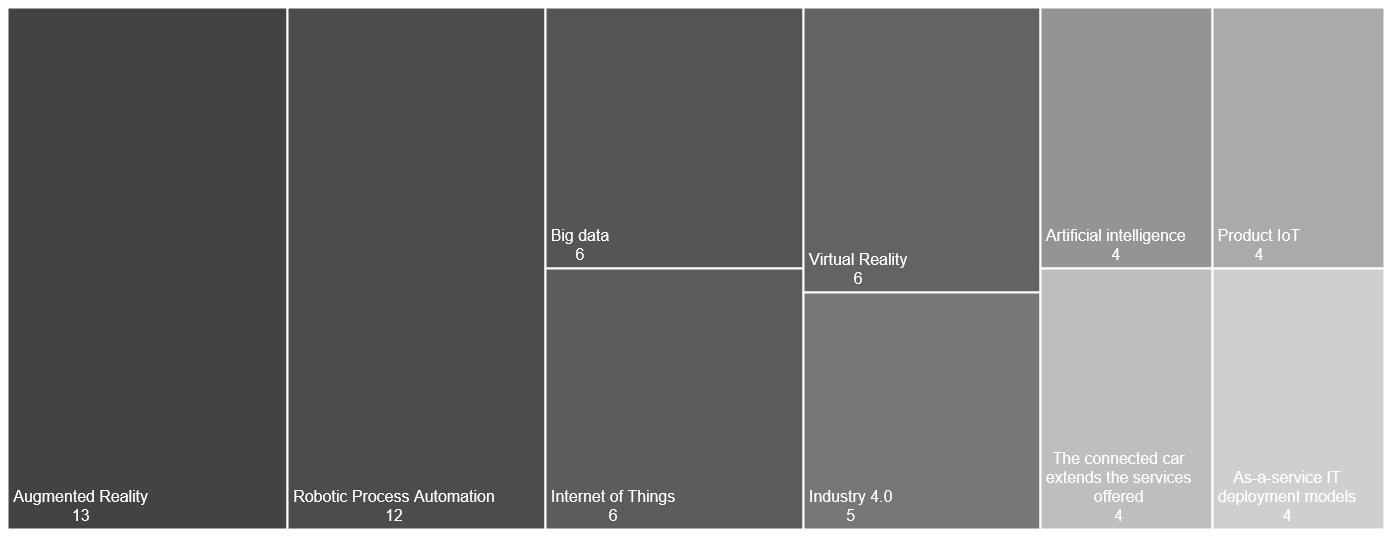 Augmented Reality
13
Robotic Process Automation
12
Big data
6
Internet of Things
6
Virtual Reality
6
Industry 4.0
5
Artificial intelligence
4
Product IoT
4
The connected car
extends the services
offered
4
As-a-service IT
deployment models
4